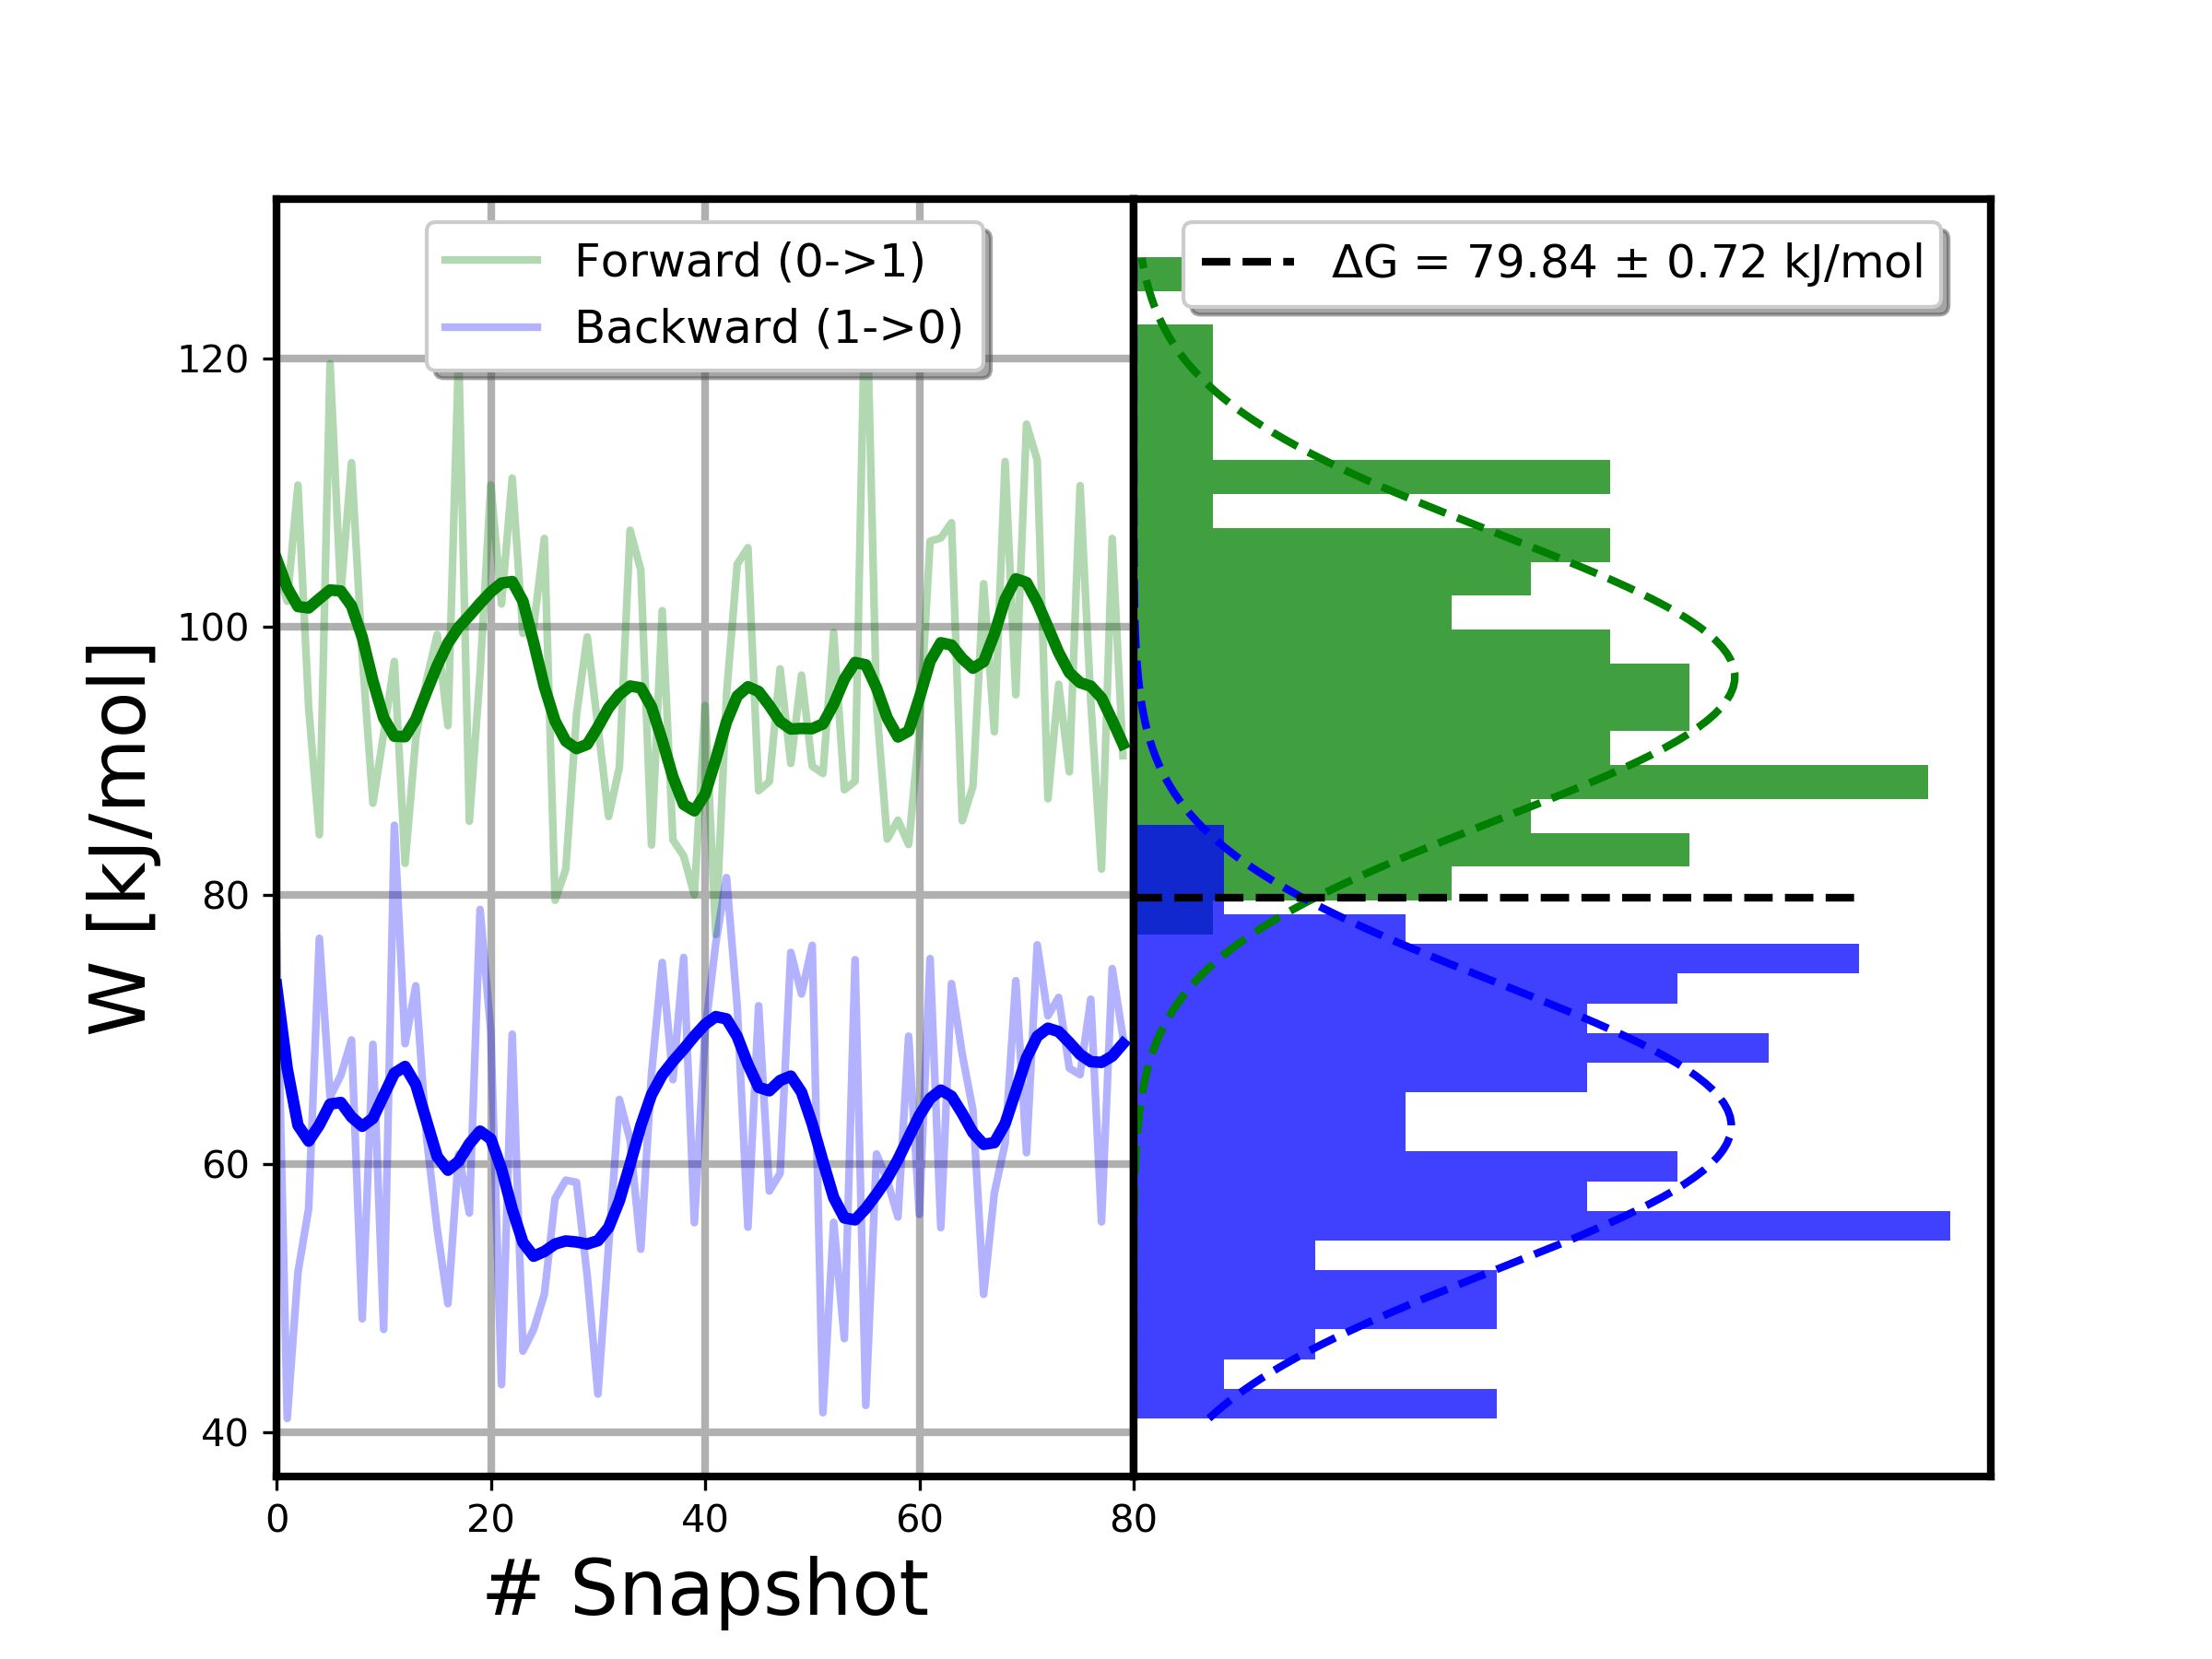 Forward (0->1)
Backward (1->0)
ΔG = 79.84 ± 0.72 kJ/mol
120
100
80
60
40
W [kJ/mol]
0 20 40 60 80
# Snapshot